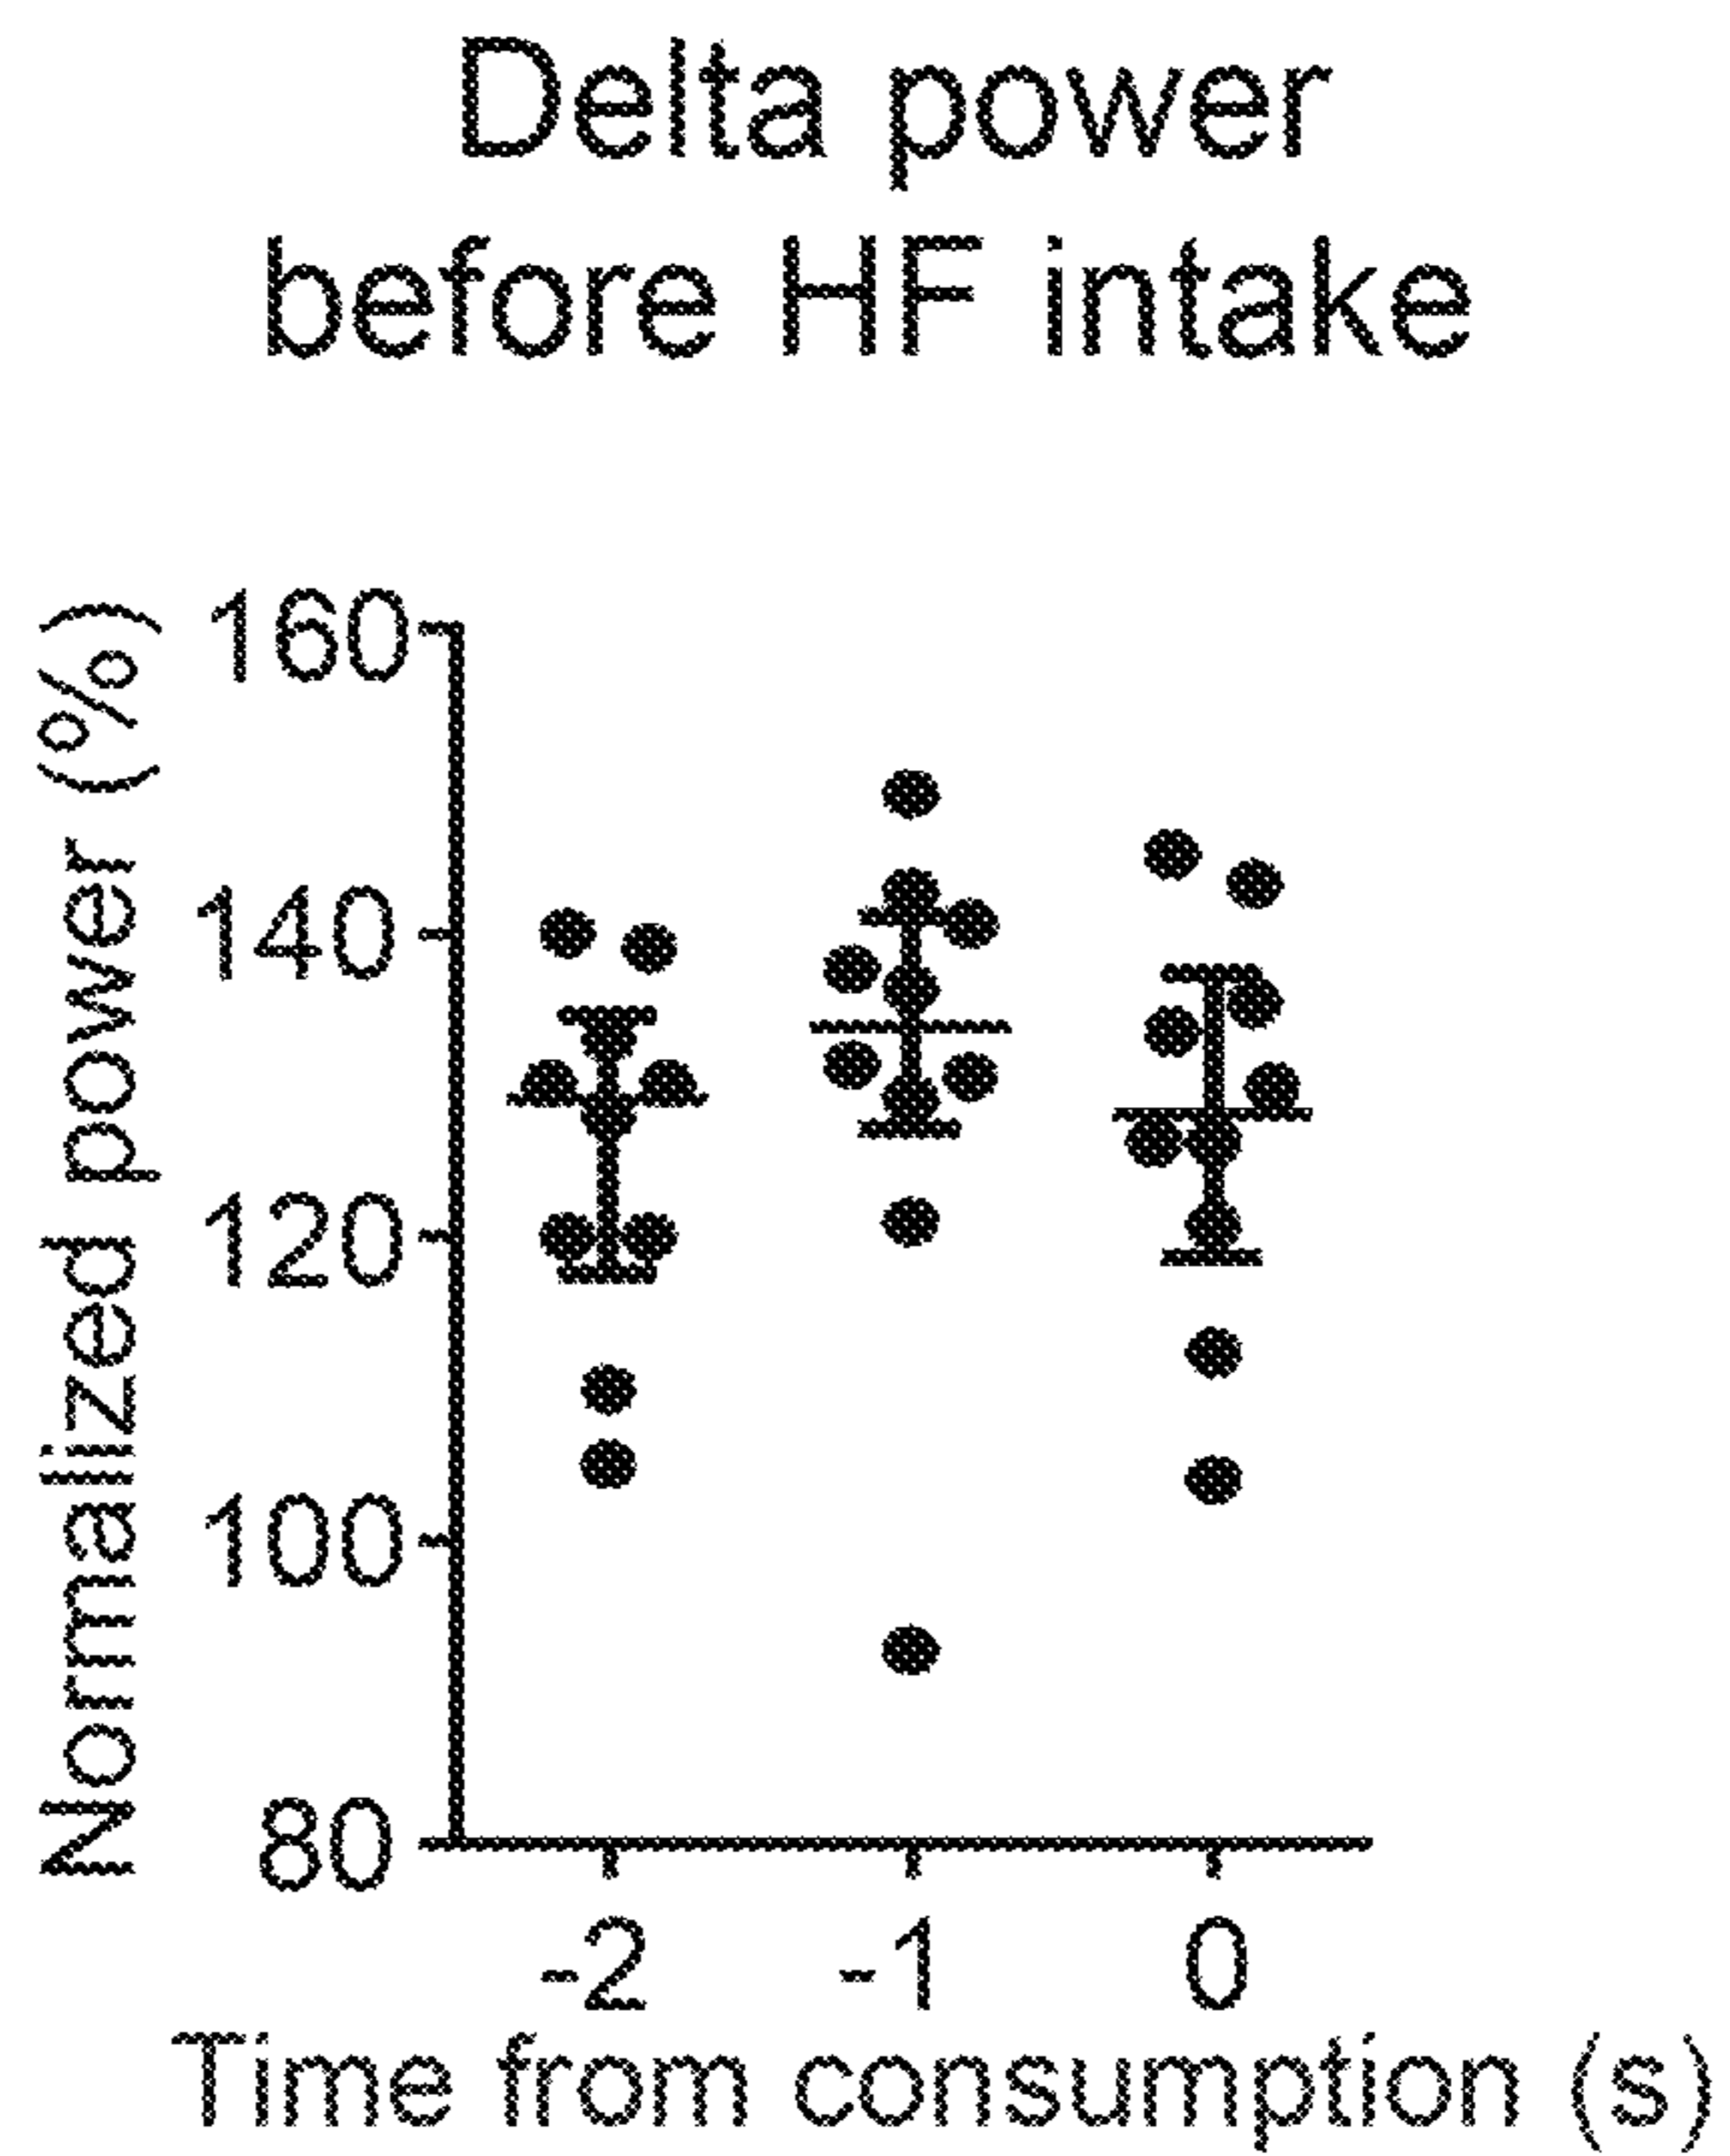 Delta power
before HF intake
Normalized power (%)
160
140
120
100
80
-2 -1 0
Time from consumption (s)